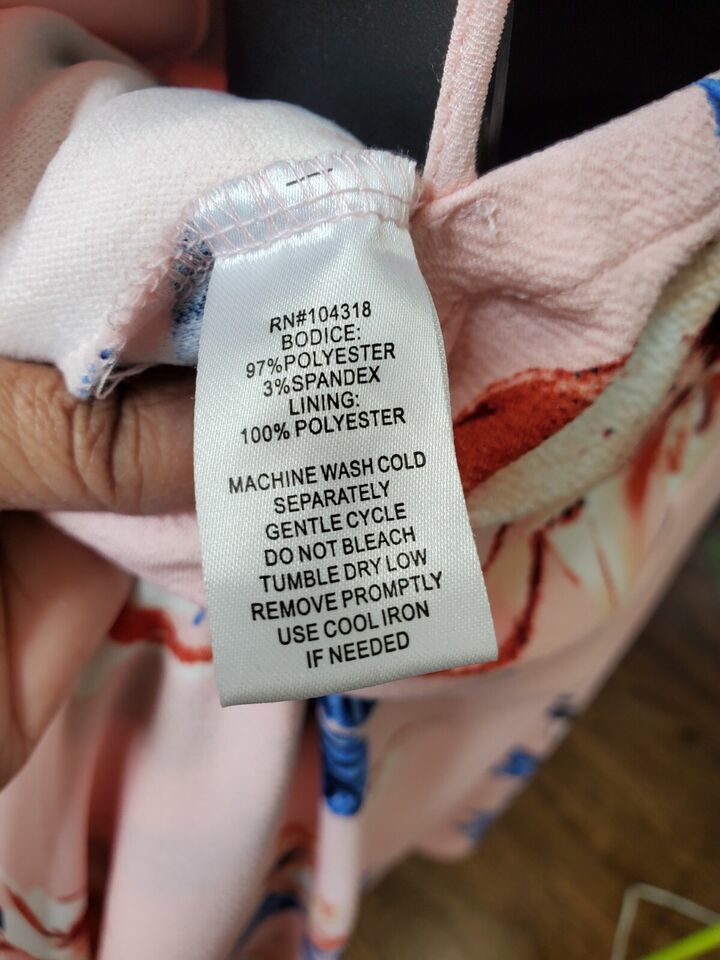 RN#104318
BODICE:
97%POLYESTER
3%SPANDEX
LINING:
100% POLYESTER
MACHINE WASH COLD
SEPARATELY
GENTLE CYCLE
DO NOT BLEACH
TUMBLE DRY LOW
REMOVE PROMPTLY
USE COOL IRON
IF NEEDED